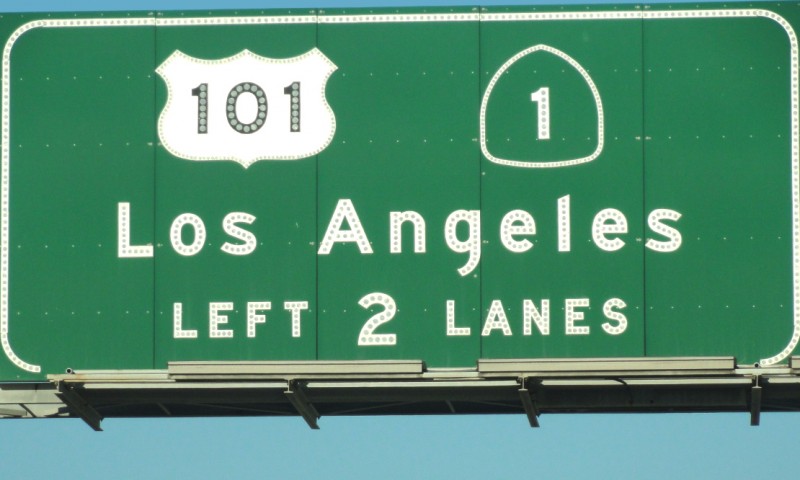 101 1
Los Angeles
LEFT 2 LANES